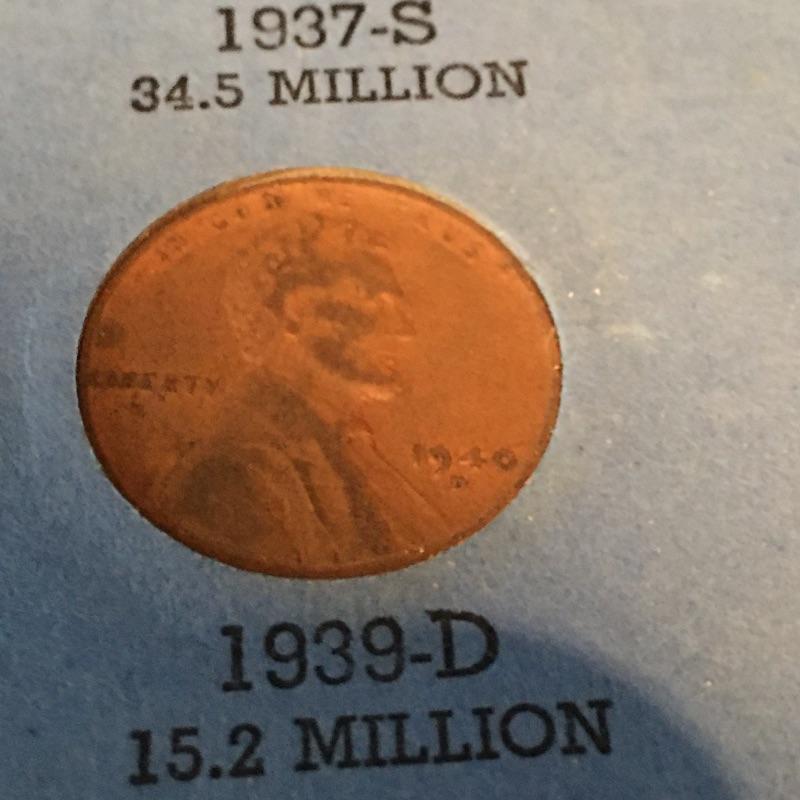 1937-S
34.5 MILLION
LIBERTY
1940
D
1939-D
15.2 MILLION